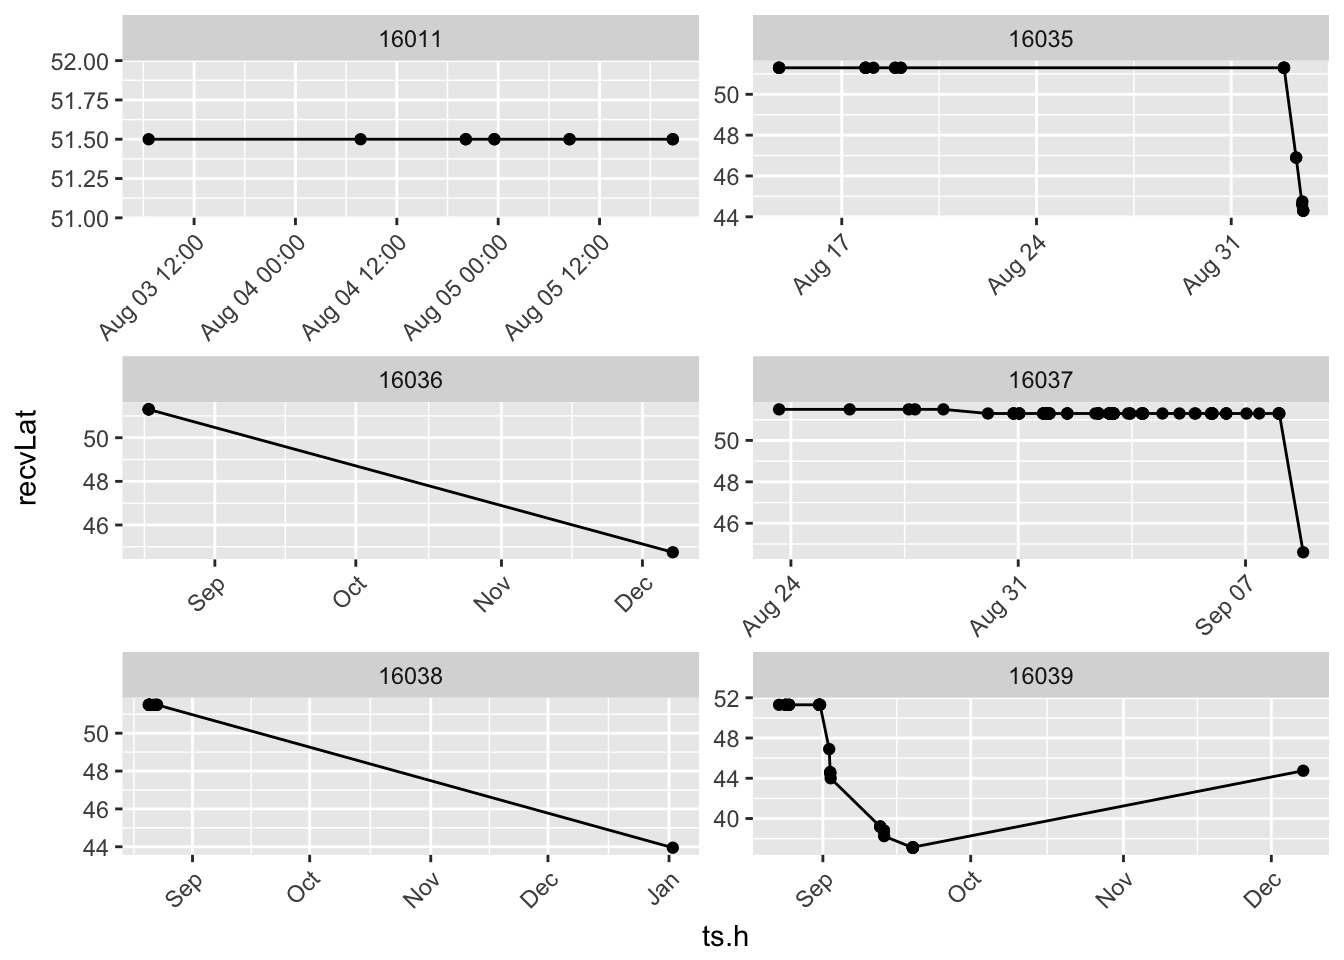 16011
52.00
51.75
51.50
51.25
51.00
Aug 03 12:00
Aug 04 00:00
Aug 04 12:00
Aug 05 00:00
Aug 05 12:00
16035
50
48
46
44
Aug 17
Aug 24
Aug 31
recvLat
16036
50
48
46
Sep
Oct
Nov
Dec
16037
50
48
46
Aug 24
Aug 31
Sep 07
16038
50
48
46
44
Sep
Oct
Nov
Dec
Jan
16039
52
48
44
40
Sep
Oct
Nov
Dec
ts.h